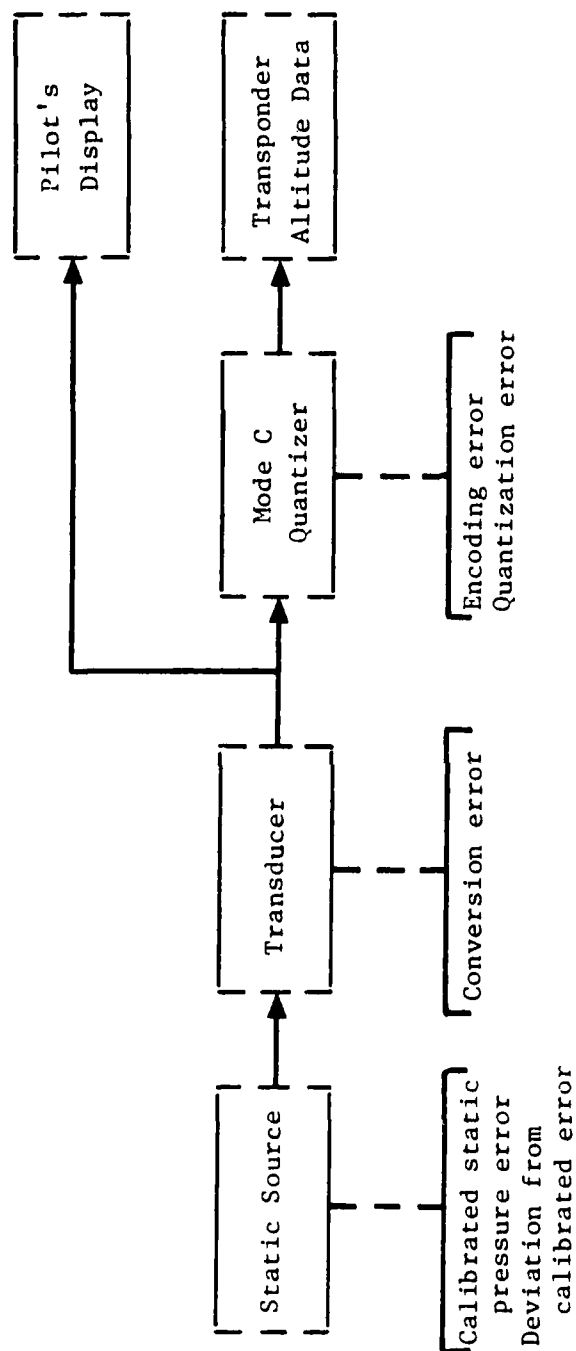 Pilot's
Display
Static Source
Transducer
Mode C
Quantizer
Transponder
Altitude Data
Calibrated static
pressure error
Deviation from
calibrated error
Conversion error
Encoding error
Quantization error